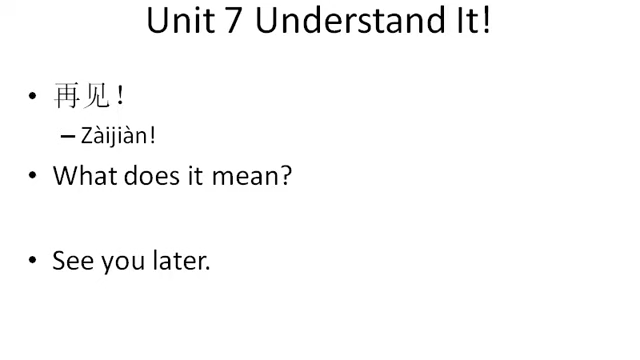 Unit 7 Understand It!
• 再见！
– Zàijiàn!
• What does it mean?
• See you later.